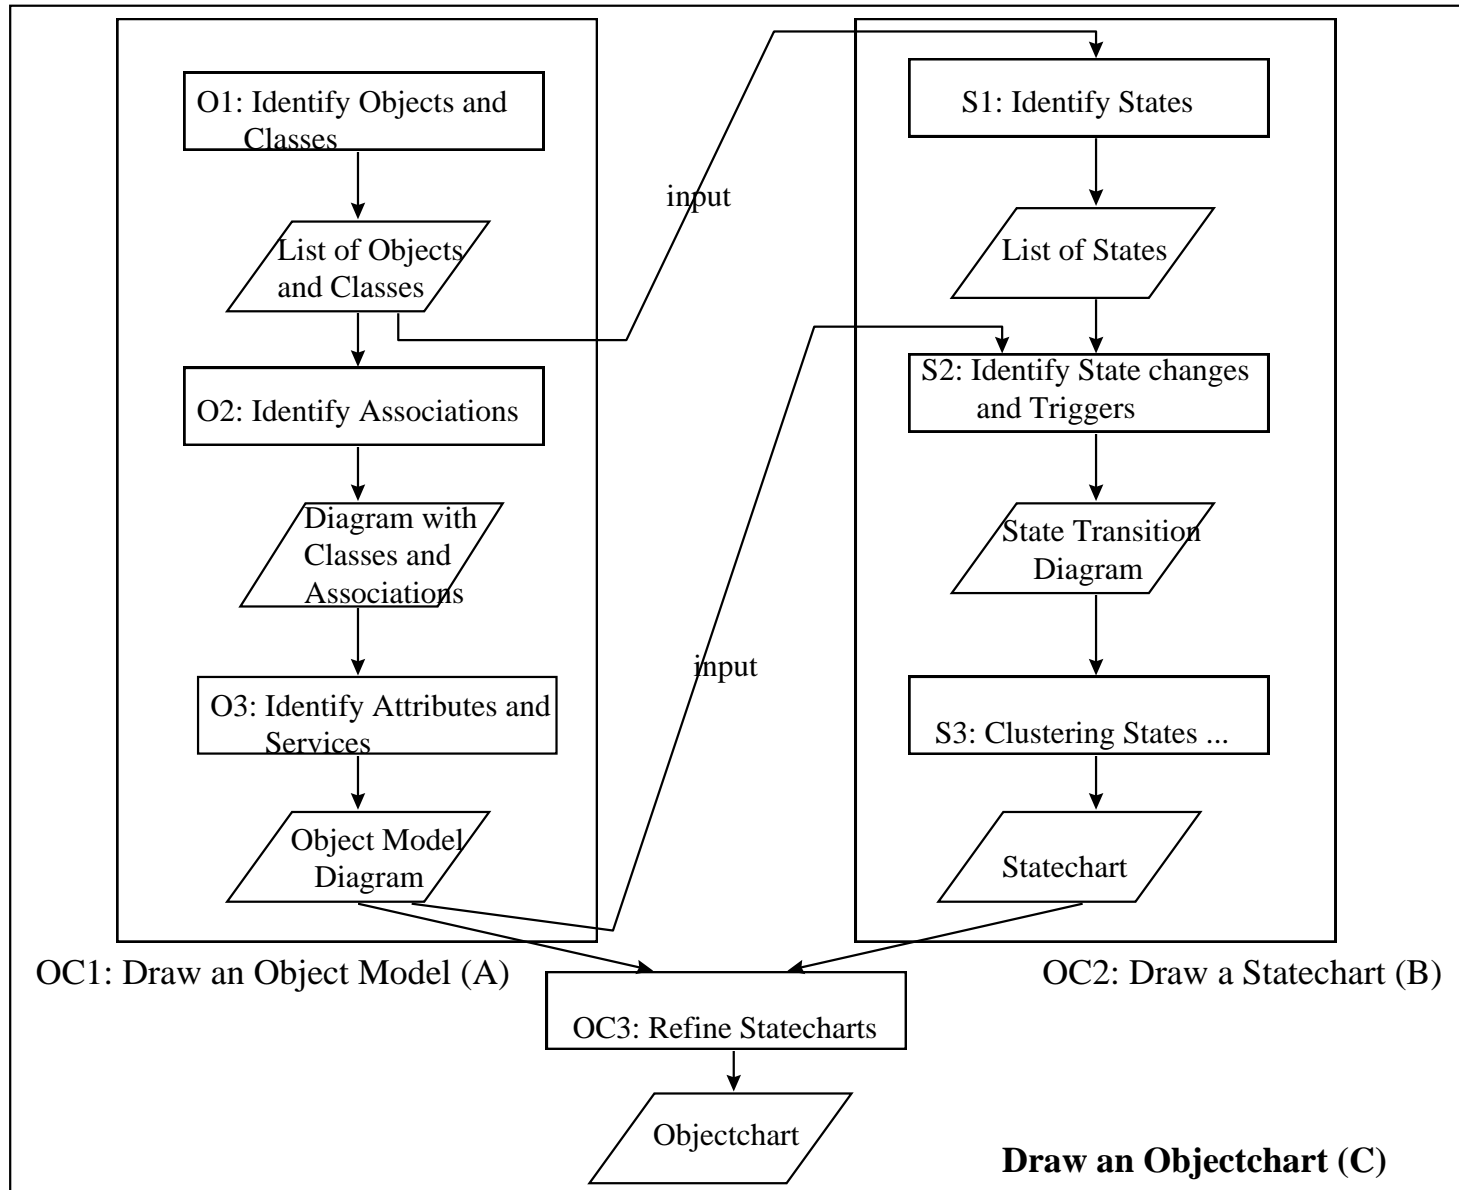 O1: Identify Objects and
Classes
List of Objects
and Classes
O2: Identify Associations
Diagram with
Classes and
Associations
O3: Identify Attributes and
Services
Object Model
Diagram
OC1: Draw an Object Model (A)
input
input
S1: Identify States
List of States
S2: Identify State changes
and Triggers
State Transition
Diagram
S3: Clustering States ...
Statechart
OC2: Draw a Statechart (B)
OC3: Refine Statecharts
Objectchart
Draw an Objectchart (C)